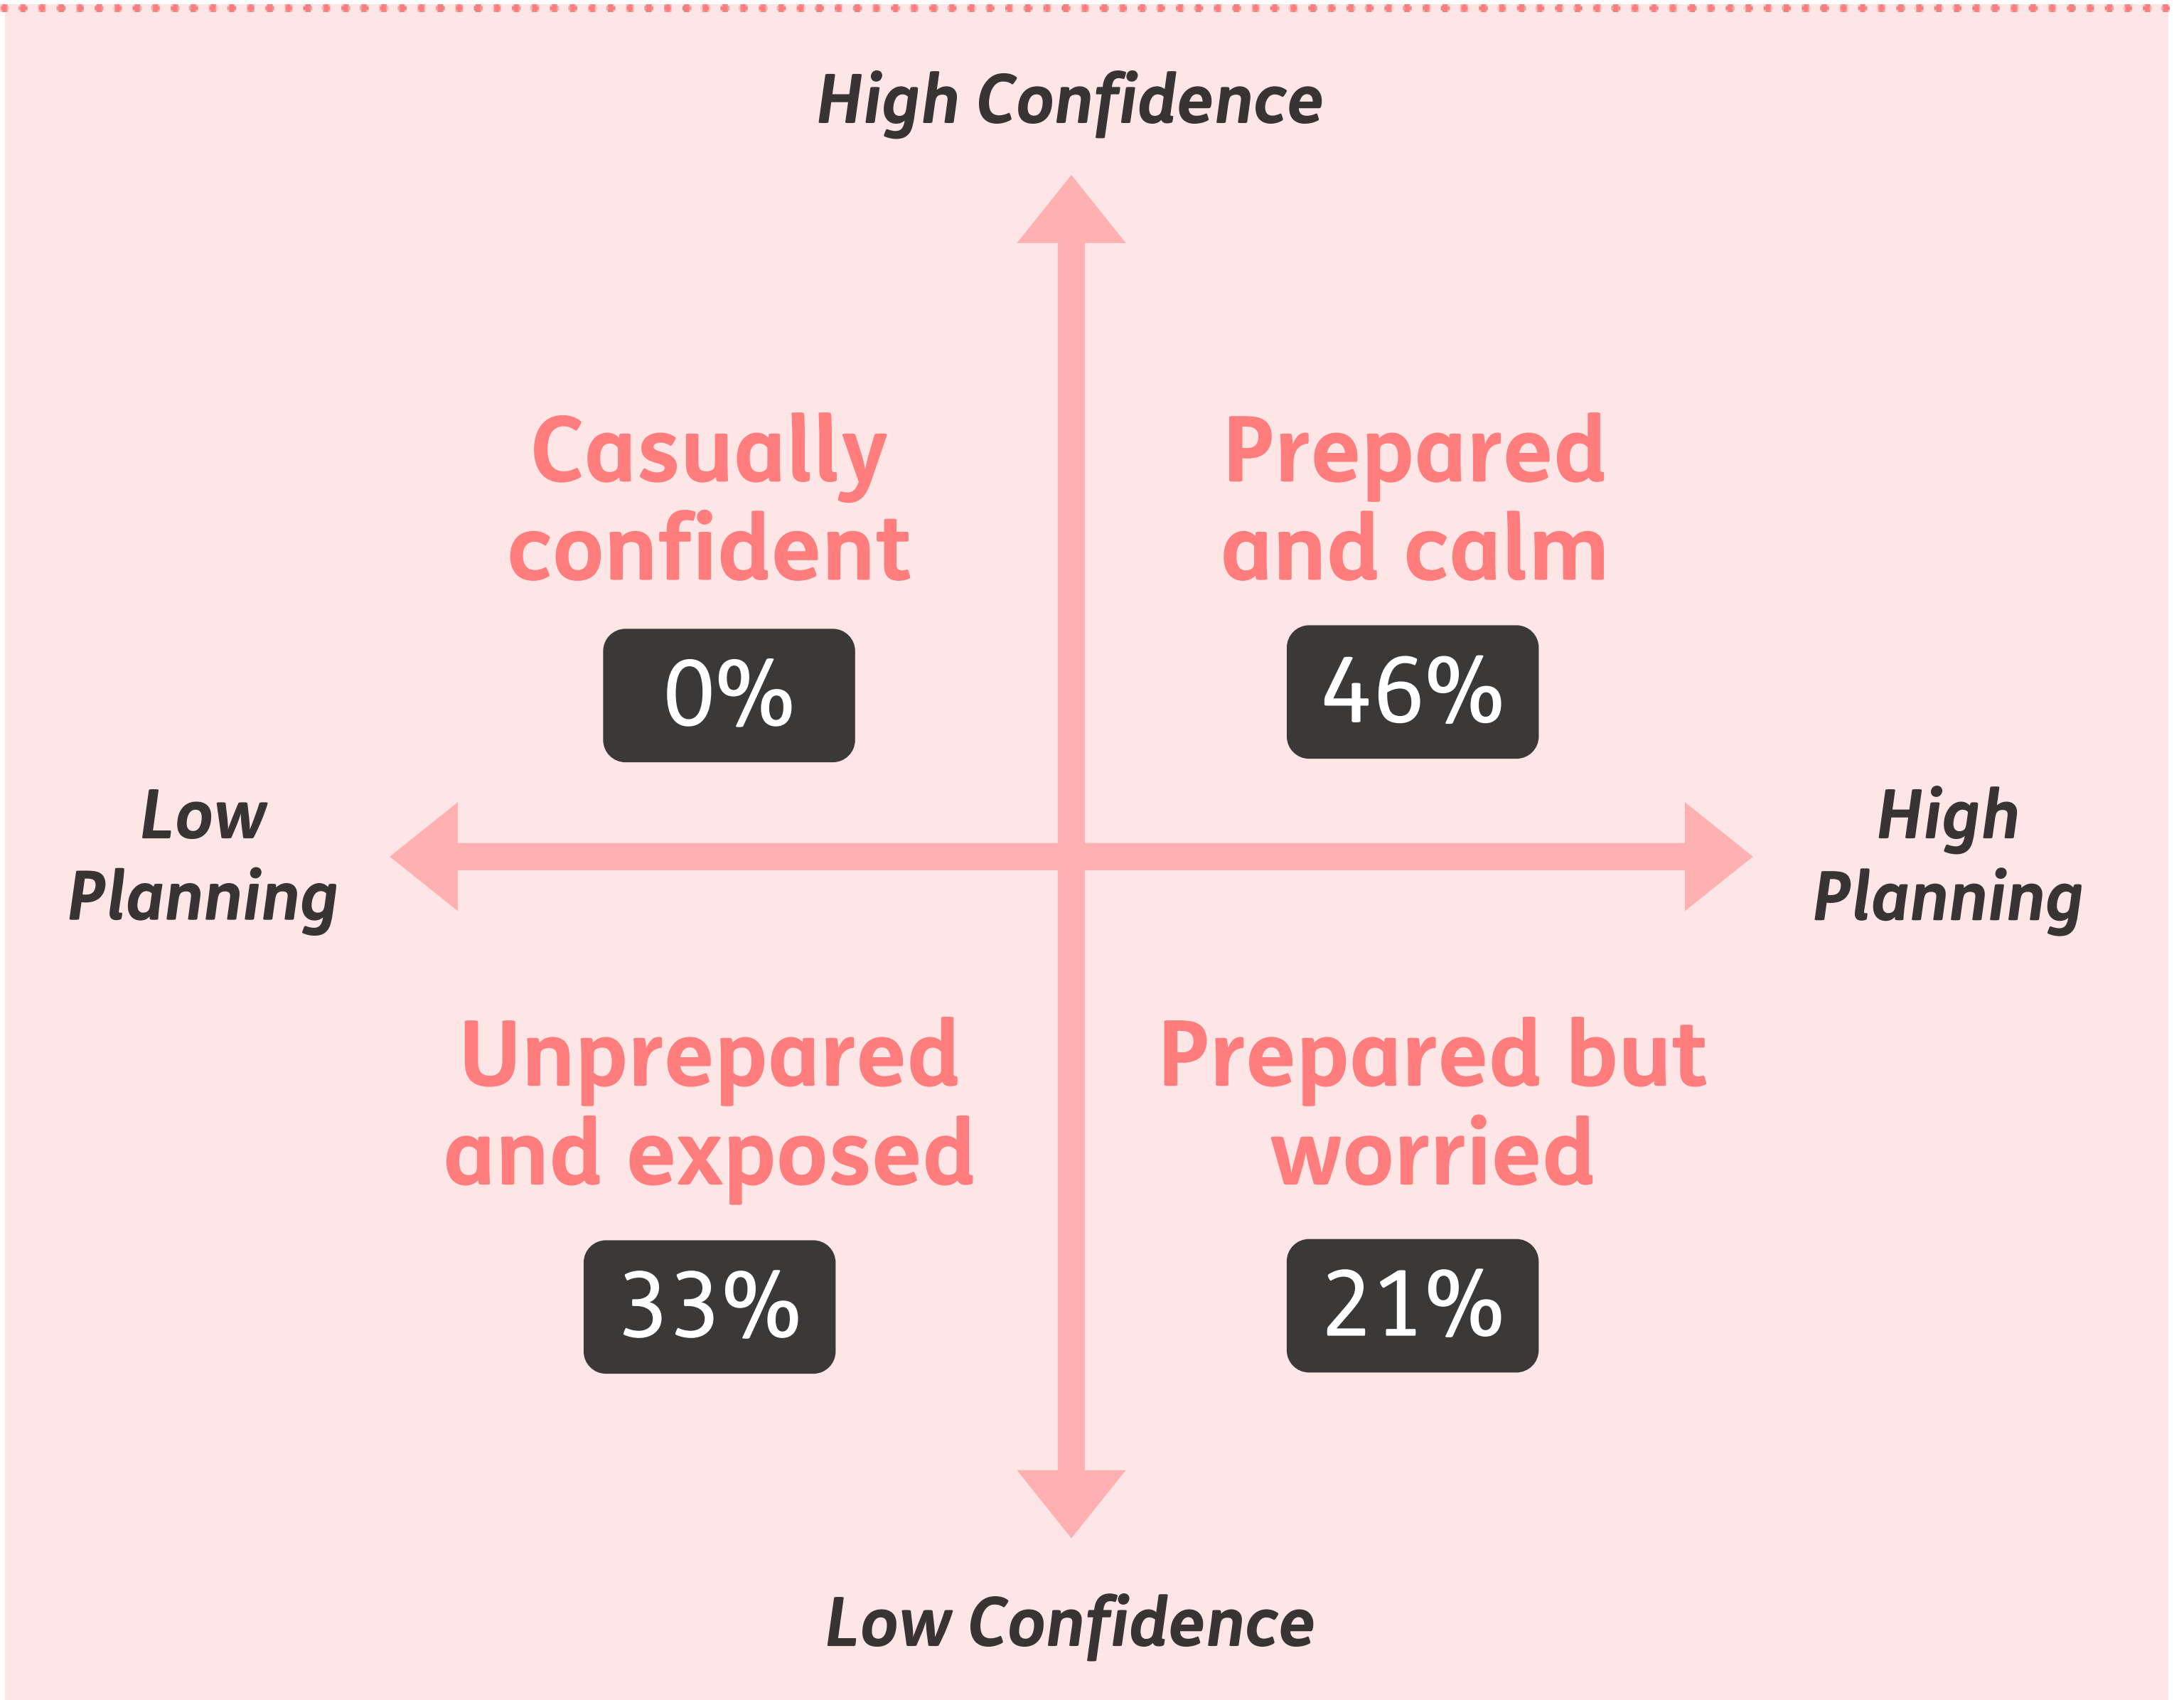 High Confidence
Casually
confident
0%
Prepared
and calm
46%
Low
Planning
High
Planning
Unprepared
and exposed
33%
Prepared but
worried
21%
Low Confidence